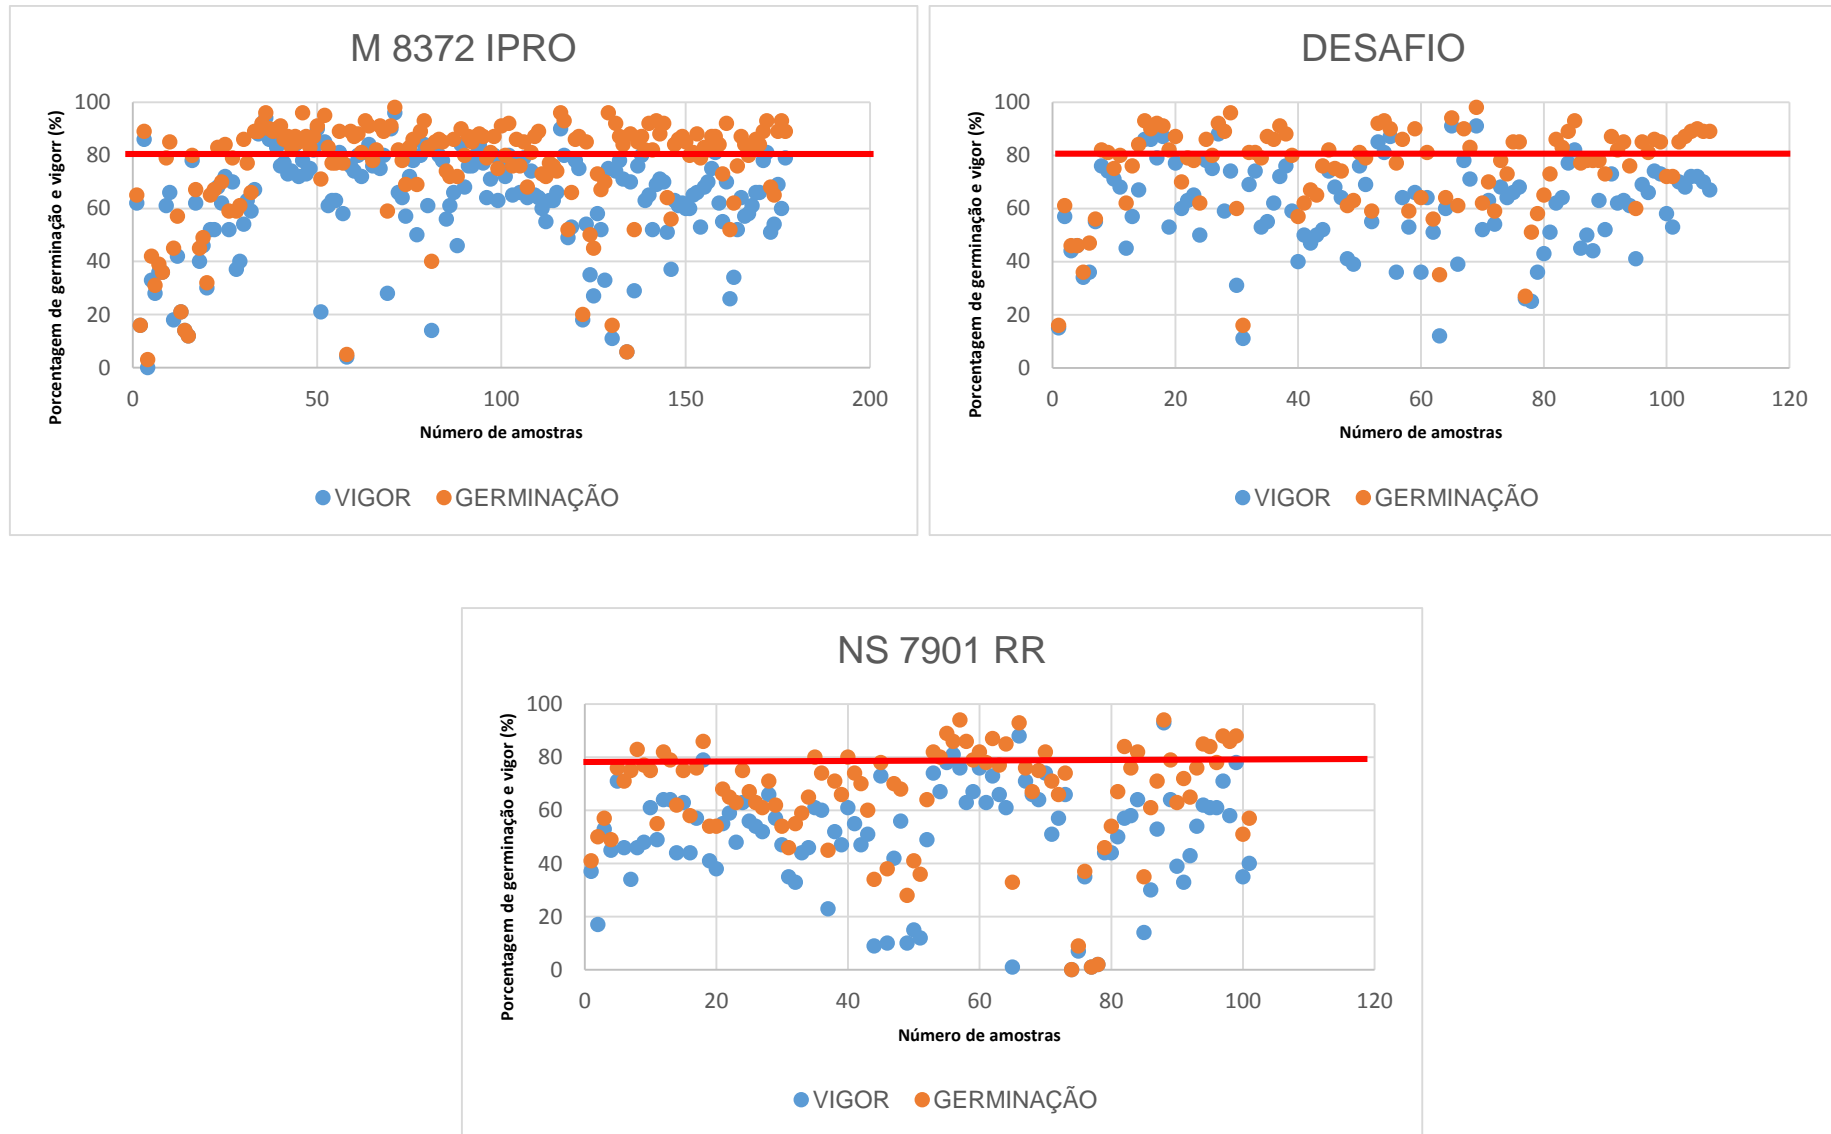 M 8372 IPRO
Porcentagem de germinação e vigorr (%)
100
80
60
40
20
0
0 50 100 150 200
Número de amostras
VIGOR GERMINAÇÃO
DESAFIO
Porcentagem de germinação e vigor (%)
100
80
60
40
20
0
0 20 40 60 80 100 120
Número de amostras
VIGOR GERMINAÇÃO
NS 7901 RR
Porcentagem de germinação e vigor (%)
100
80
60
40
20
0
0 20 40 60 80 100 120
Número de amostras
VIGOR GERMINAÇÃO